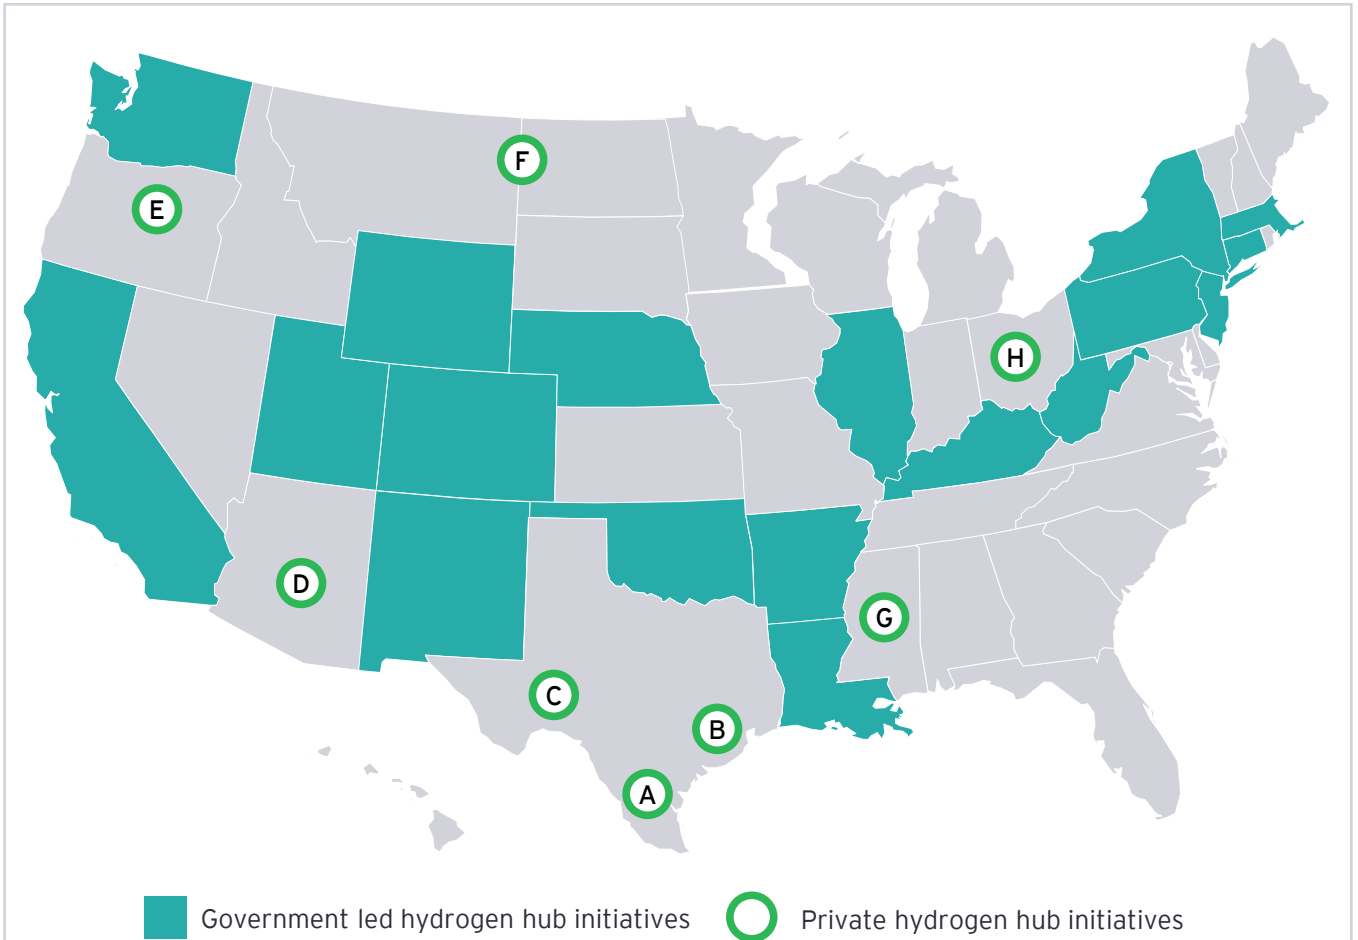 F
E
H
D
G
C
B
A
Government led hydrogen hub initiatives
Private hydrogen hub initiatives